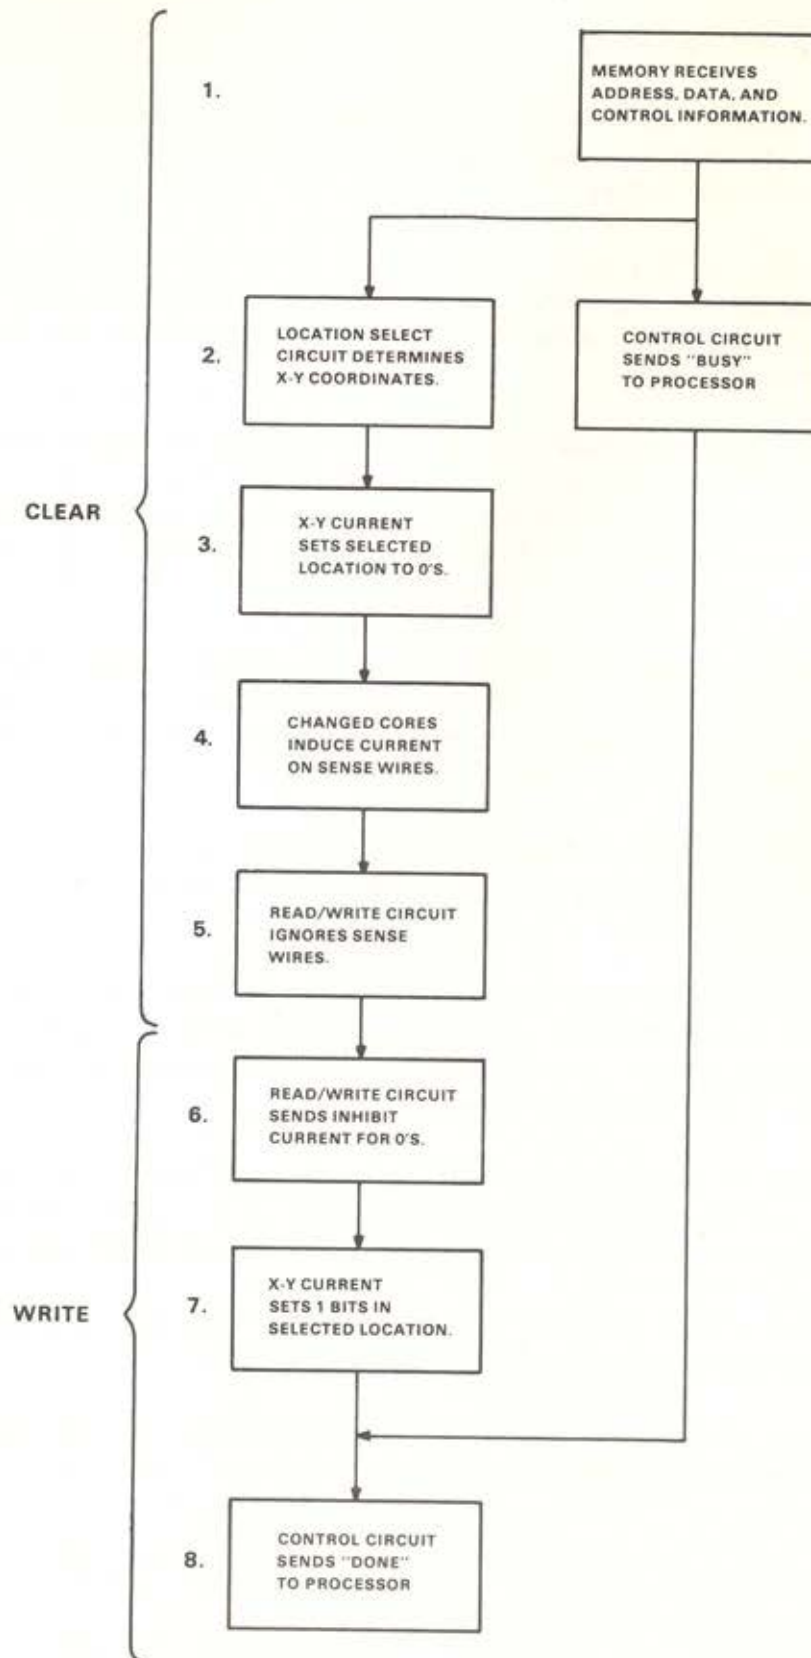 1.
MEMORY RECEIVES
ADDRESS, DATA, AND
CONTROL INFORMATION.
2.
LOCATION SELECT
CIRCUIT DETERMINES
X-Y COORDINATES.
CONTROL CIRCUIT
SENDS "BUSY"
TO PROCESSOR
CLEAR
3.
X-Y CURRENT
SETS SELECTED
LOCATION TO 0'S.
4.
CHANGED CORES
INDUCE CURRENT
ON SENSE WIRES.
5.
READ/WRITE CIRCUIT
IGNORES SENSE
WIRES.
6.
READ/WRITE CIRCUIT
SENDS INHIBIT
CURRENT FOR 0'S.
WRITE
7.
X-Y CURRENT
SETS 1 BITS IN
SELECTED LOCATION.
8.
CONTROL CIRCUIT
SENDS "DONE"
TO PROCESSOR